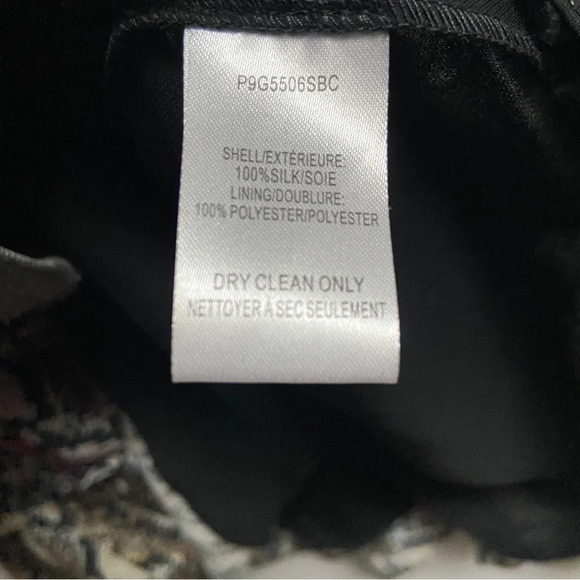 P9G5506SBC
SHELL/EXTÉRIEURE:
100%SILK/SOIE
LINING/DOUBLURE:
100% POLYESTER/POLYESTER
DRY CLEAN ONLY
NETTOYER À SEC SEULEMENT